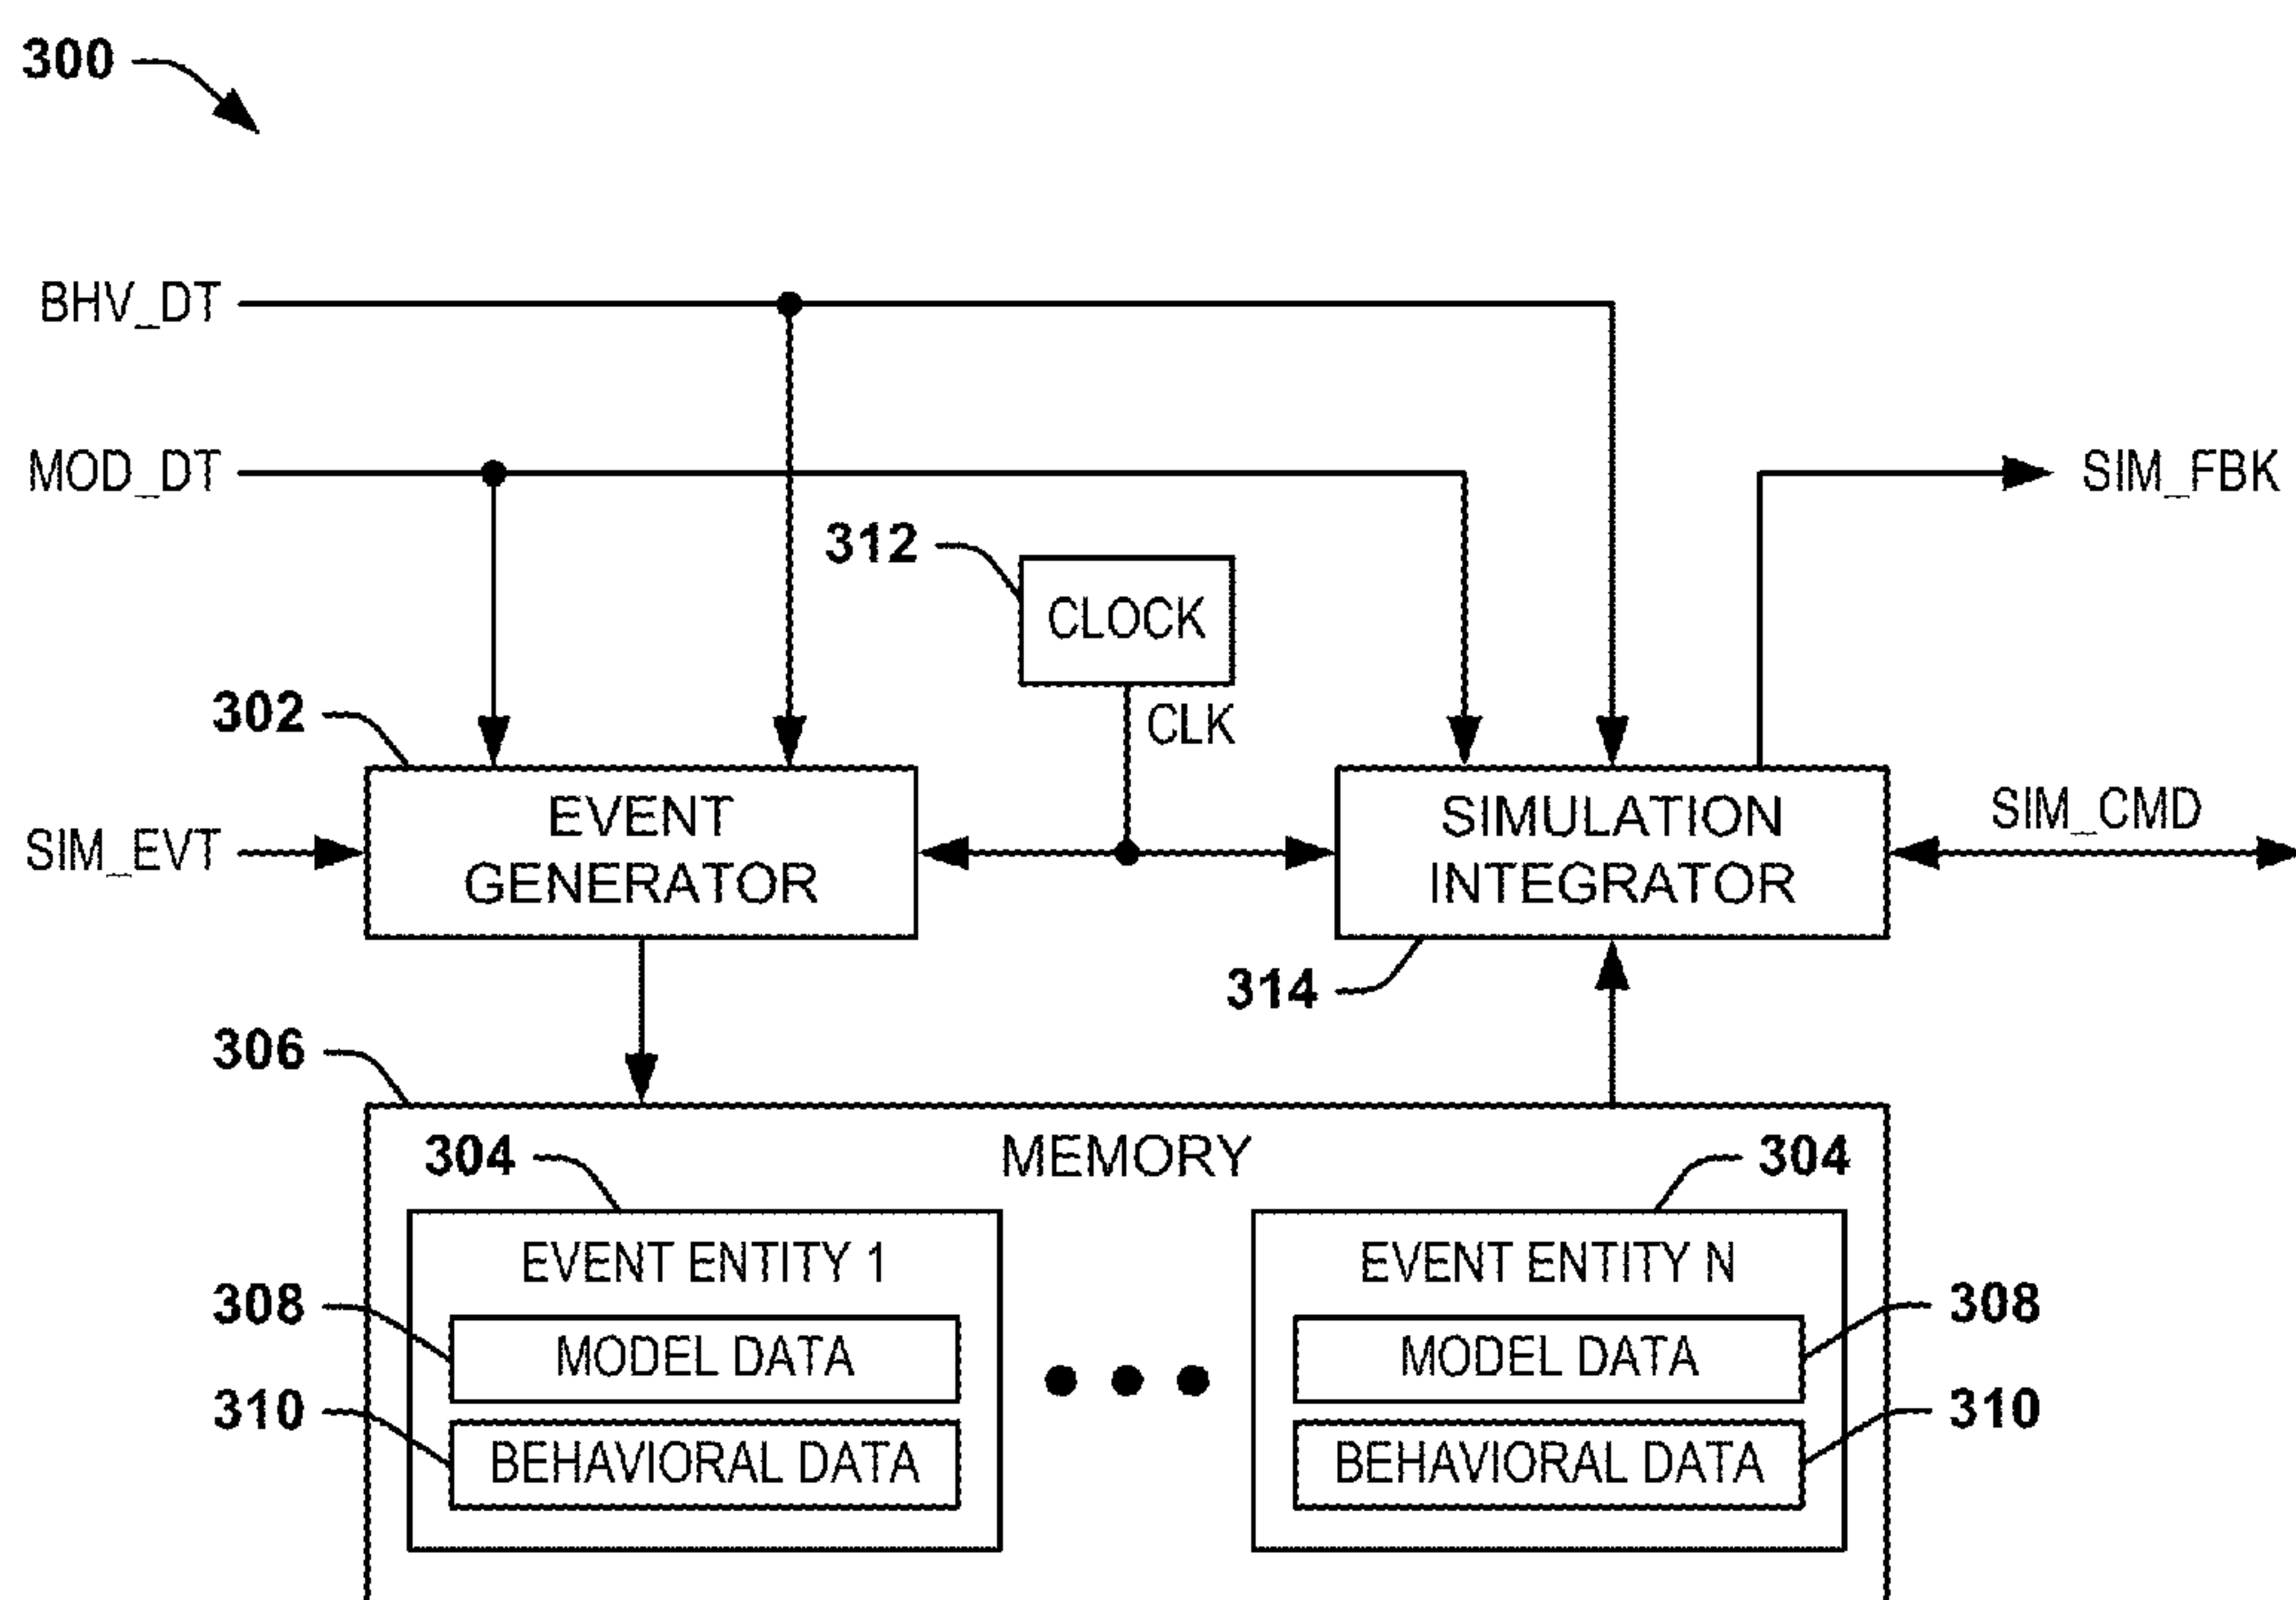 300
BHV_DT
MOD_DT
SIM_FBK
312
CLOCK
CLK
302
EVENT
GENERATOR
SIMULATION
INTEGRATOR
SIM_EVT
SIM_CMD
314
306
MEMORY
304
304
EVENT ENTITY 1
EVENT ENTITY N
308
MODEL DATA
MODEL DATA
308
310
BEHAVIORAL DATA
BEHAVIORAL DATA
310